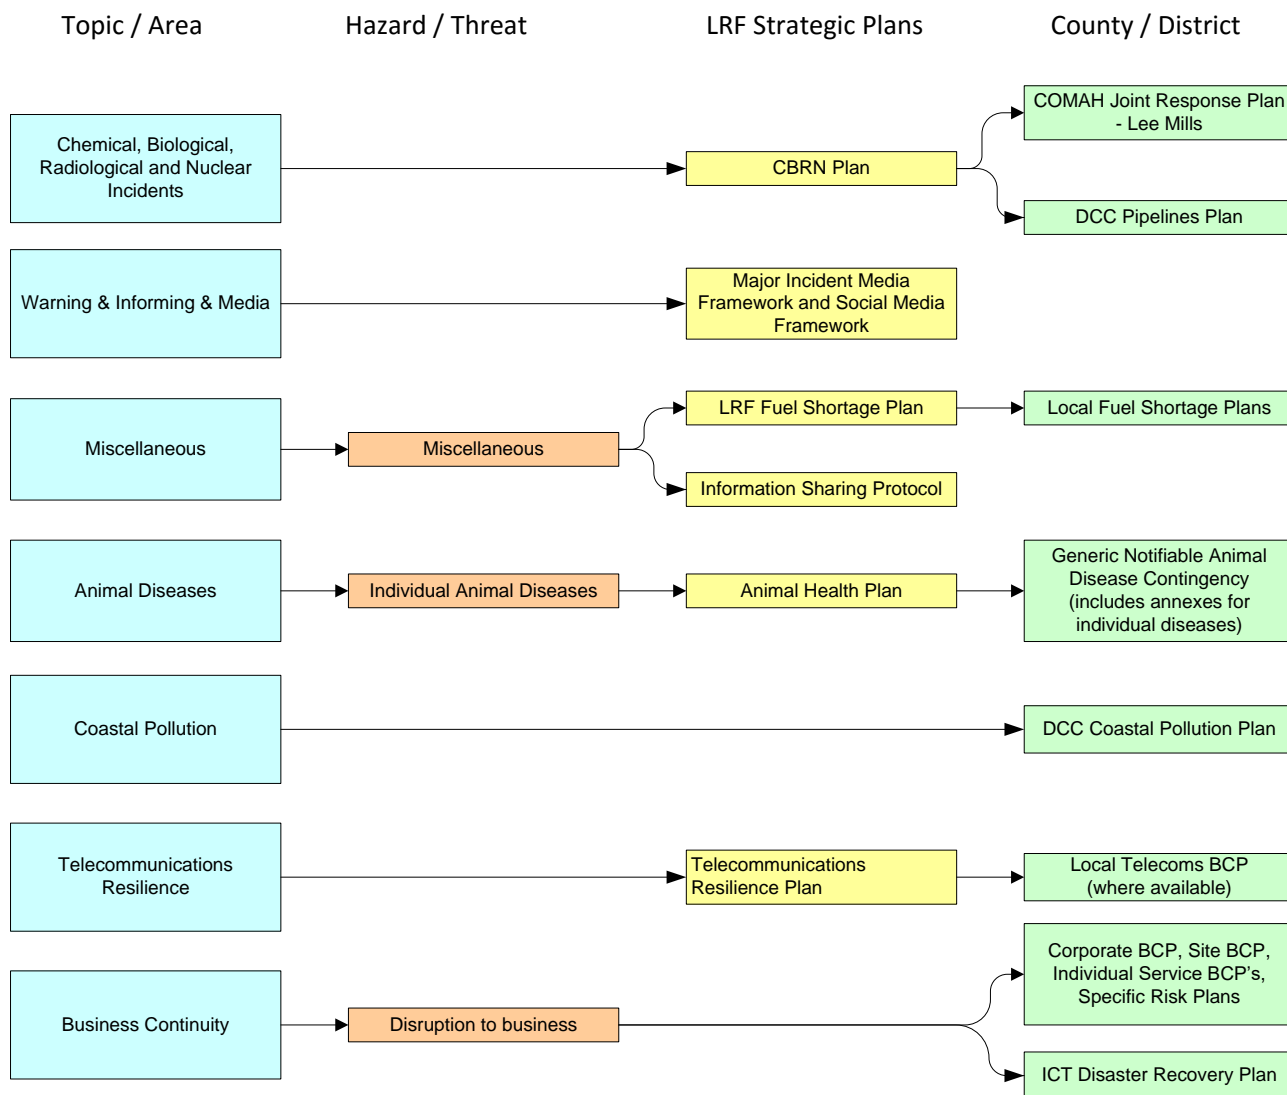 Topic / Area
Hazard / Threat
LRF Strategic Plans
County / District
Chemical, Biological,
Radiological and Nuclear
Incidents
CBRN Plan
COMAH Joint Response Plan
- Lee Mills
DCC Pipelines Plan
Warning & Informing & Media
Major Incident Media
Framework and Social Media
Framework
Miscellaneous
Miscellaneous
LRF Fuel Shortage Plan
Local Fuel Shortage Plans
Information Sharing Protocol
Animal Diseases
Individual Animal Diseases
Animal Health Plan
Generic Notifiable Animal
Disease Contingency
(includes annexes for
individual diseases)
Coastal Pollution
DCC Coastal Pollution Plan
Telecommunications
Resilience
Telecommunications
Resilience Plan
Local Telecoms BCP
(where available)
Business Continuity
Disruption to business
Corporate BCP, Site BCP,
Individual Service BCP's,
Specific Risk Plans
ICT Disaster Recovery Plan